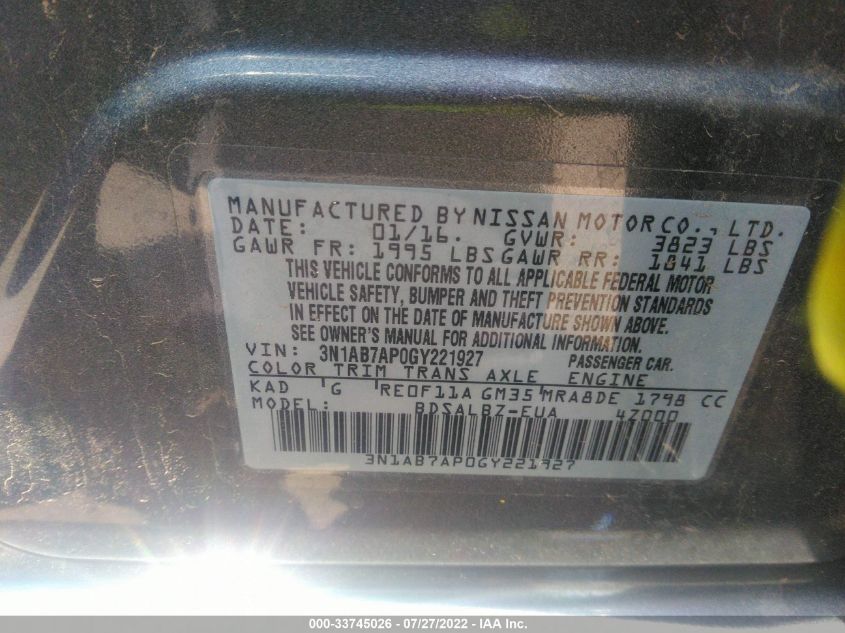 MANUFACTURED BY NISSAN MOTOR CO., LTD.
DATE: 01/16. GVWR: 3823 LBS
GAWR FR: 1995 LBS GAWR RR: 1841 LBS
THIS VEHICLE CONFORMS TO ALL APPLICABLE FEDERAL MOTOR
VEHICLE SAFETY, BUMPER AND THEFT PREVENTION STANDARDS
IN EFFECT ON THE DATE OF MANUFACTURE SHOWN ABOVE.
SEE OWNER'S MANUAL FOR ADDITIONAL INFORMATION.
VIN: 3N1AB7AP0GY221927 PASSENGER CAR.
COLOR TRIM TRANS AXLE ENGINE
KAD G RE0F11A GM35 MRA8DE 1798 CC
MODEL: BDSALBZ-EUA 4Z000
3N1AB7AP0GY221927
000-33745026 - 07/27/2022 - IAA Inc.